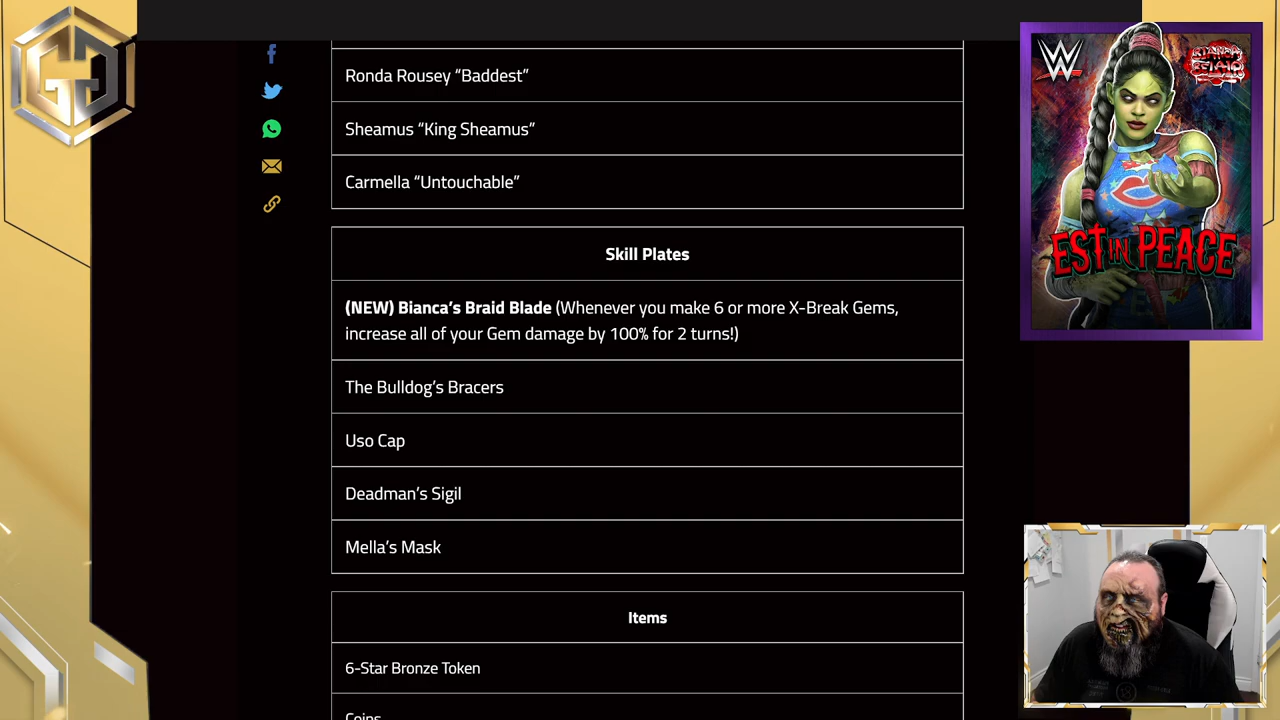 Ronda Rousey “Baddest”
Sheamus “King Sheamus”
Carmella “Untouchable”
Skill Plates
(NEW) Bianca’s Braid Blade (Whenever you make 6 or more X-Break Gems,
increase all of your Gem damage by 100% for 2 turns!)
The Bulldog’s Bracers
Uso Cap
Deadman’s Sigil
Mella’s Mask
Items
6-Star Bronze Token
Coins
EST IN PEACE